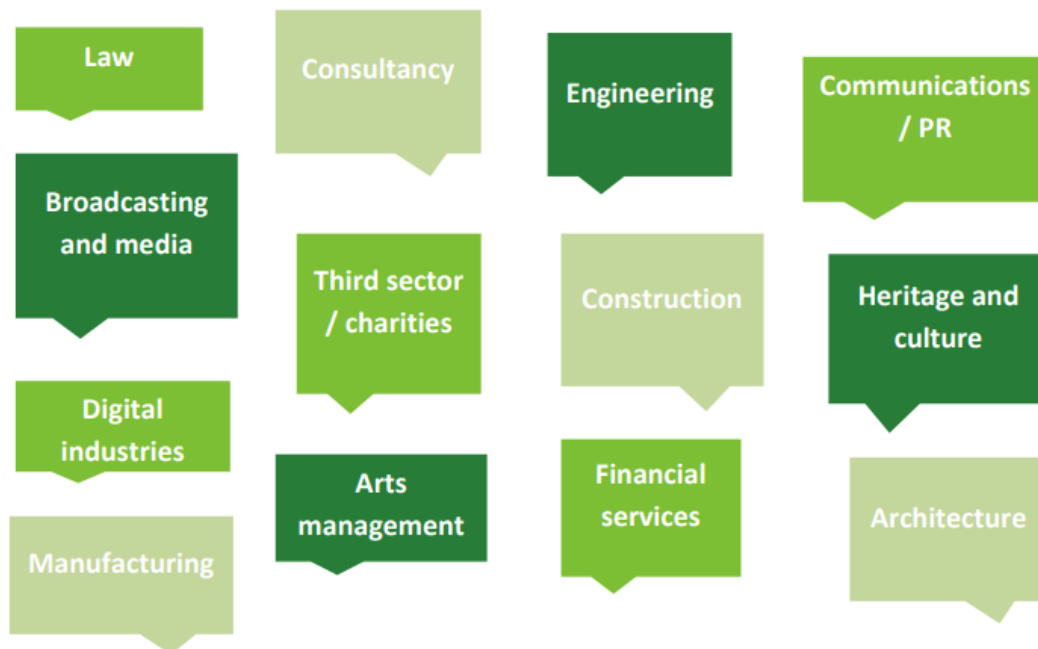 Law
Consultancy
Engineering
Communications
/ PR
Broadcasting
and media
Third sector
/ charities
Construction
Heritage and
culture
Digital
industries
Arts
management
Financial
services
Architecture
Manufacturing